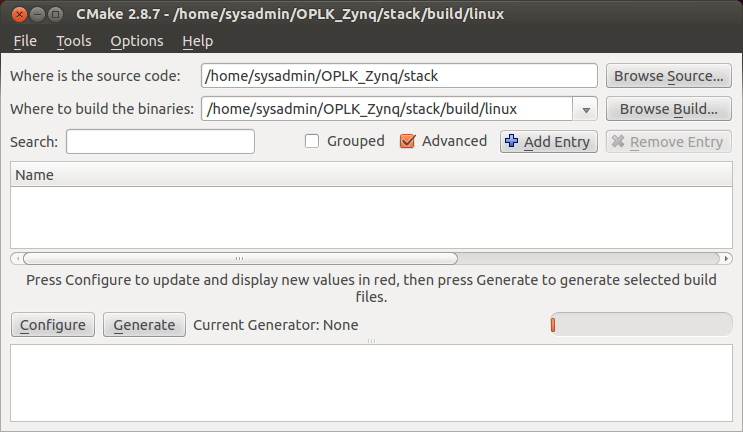 CMake 2.8.7 - /home/sysadmin/OPLK_Zynq/stack/build/linux
File Tools Options Help
Where is the source code: /home/sysadmin/OPLK_Zynq/stack Browse Source...
Where to build the binaries: /home/sysadmin/OPLK_Zynq/stack/build/linux Browse Build...
Search: Grouped Advanced Add Entry Remove Entry
Name
Press Configure to update and display new values in red, then press Generate to generate selected build
files.
Configure Generate Current Generator: None